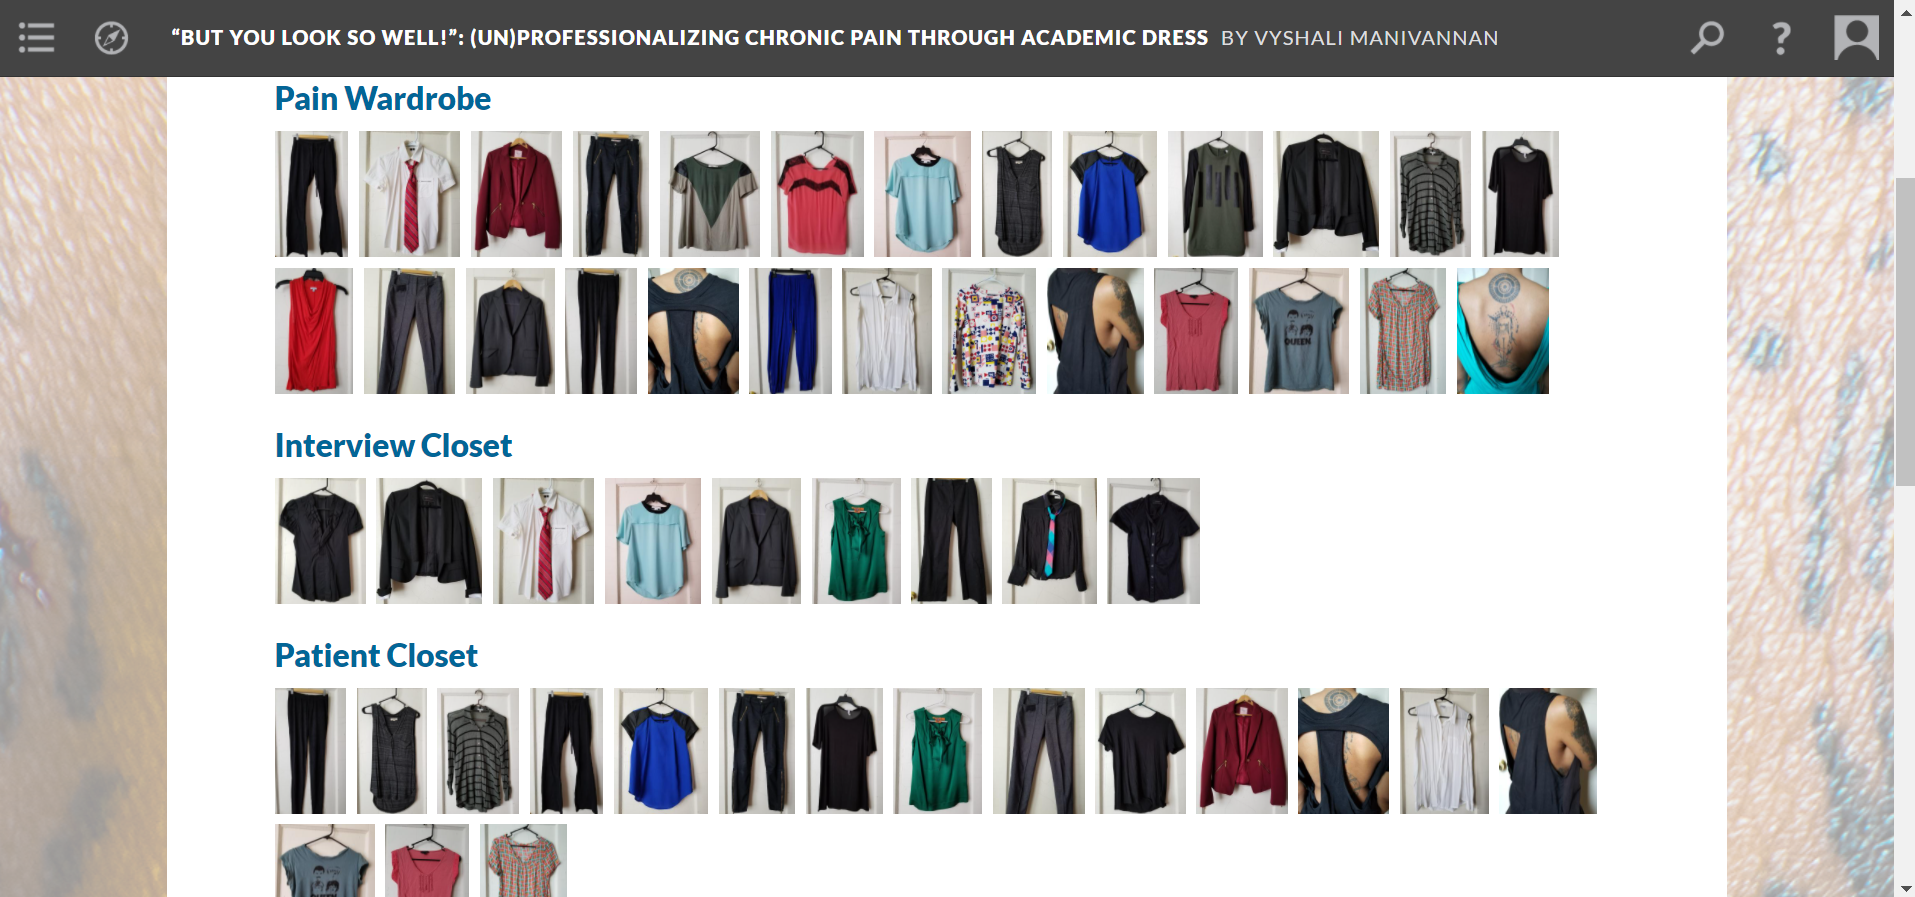 “BUT YOU LOOK SO WELL!”: (UN)PROFESSIONALIZING CHRONIC PAIN THROUGH ACADEMIC DRESS BY VYSHALI MANIVANNAN
Pain Wardrobe
QUEEN
Interview Closet
Patient Closet